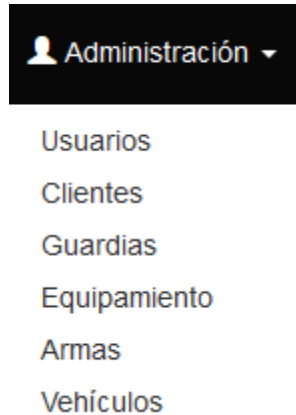 Administración
Usuarios
Clientes
Guardias
Equipamiento
Armas
Vehículos